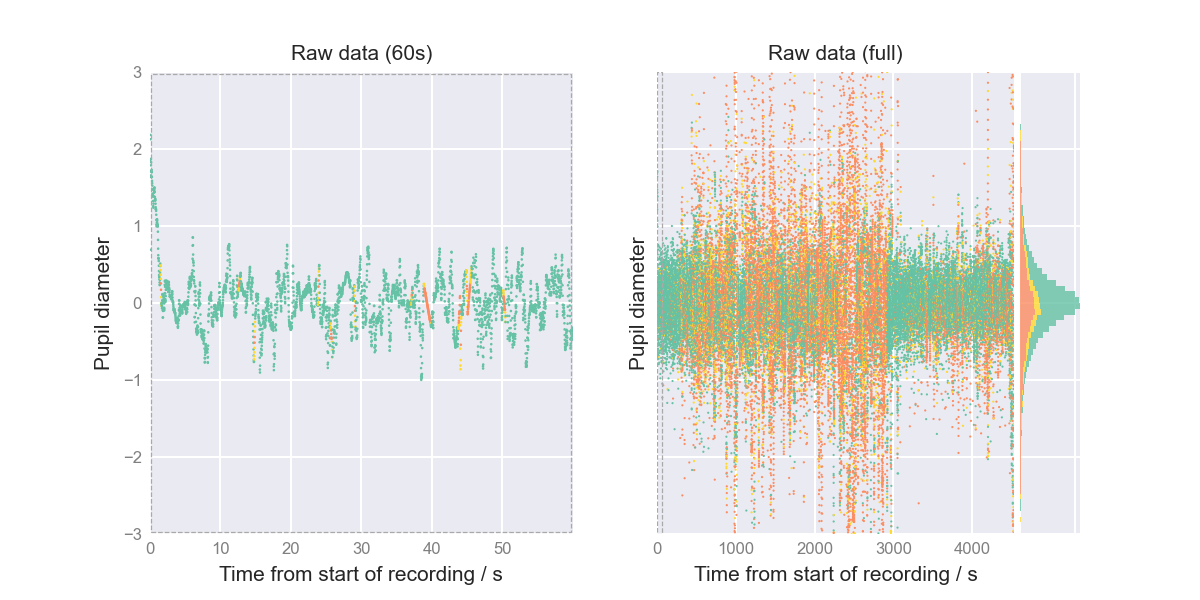 Raw data (60s)
Raw data (full)
3
2
1
0
−1
−2
−3
Pupil diameter
Pupil diameter
0 10 20 30 40 50
0 1000 2000 3000 4000
Time from start of recording / s
Time from start of recording / s